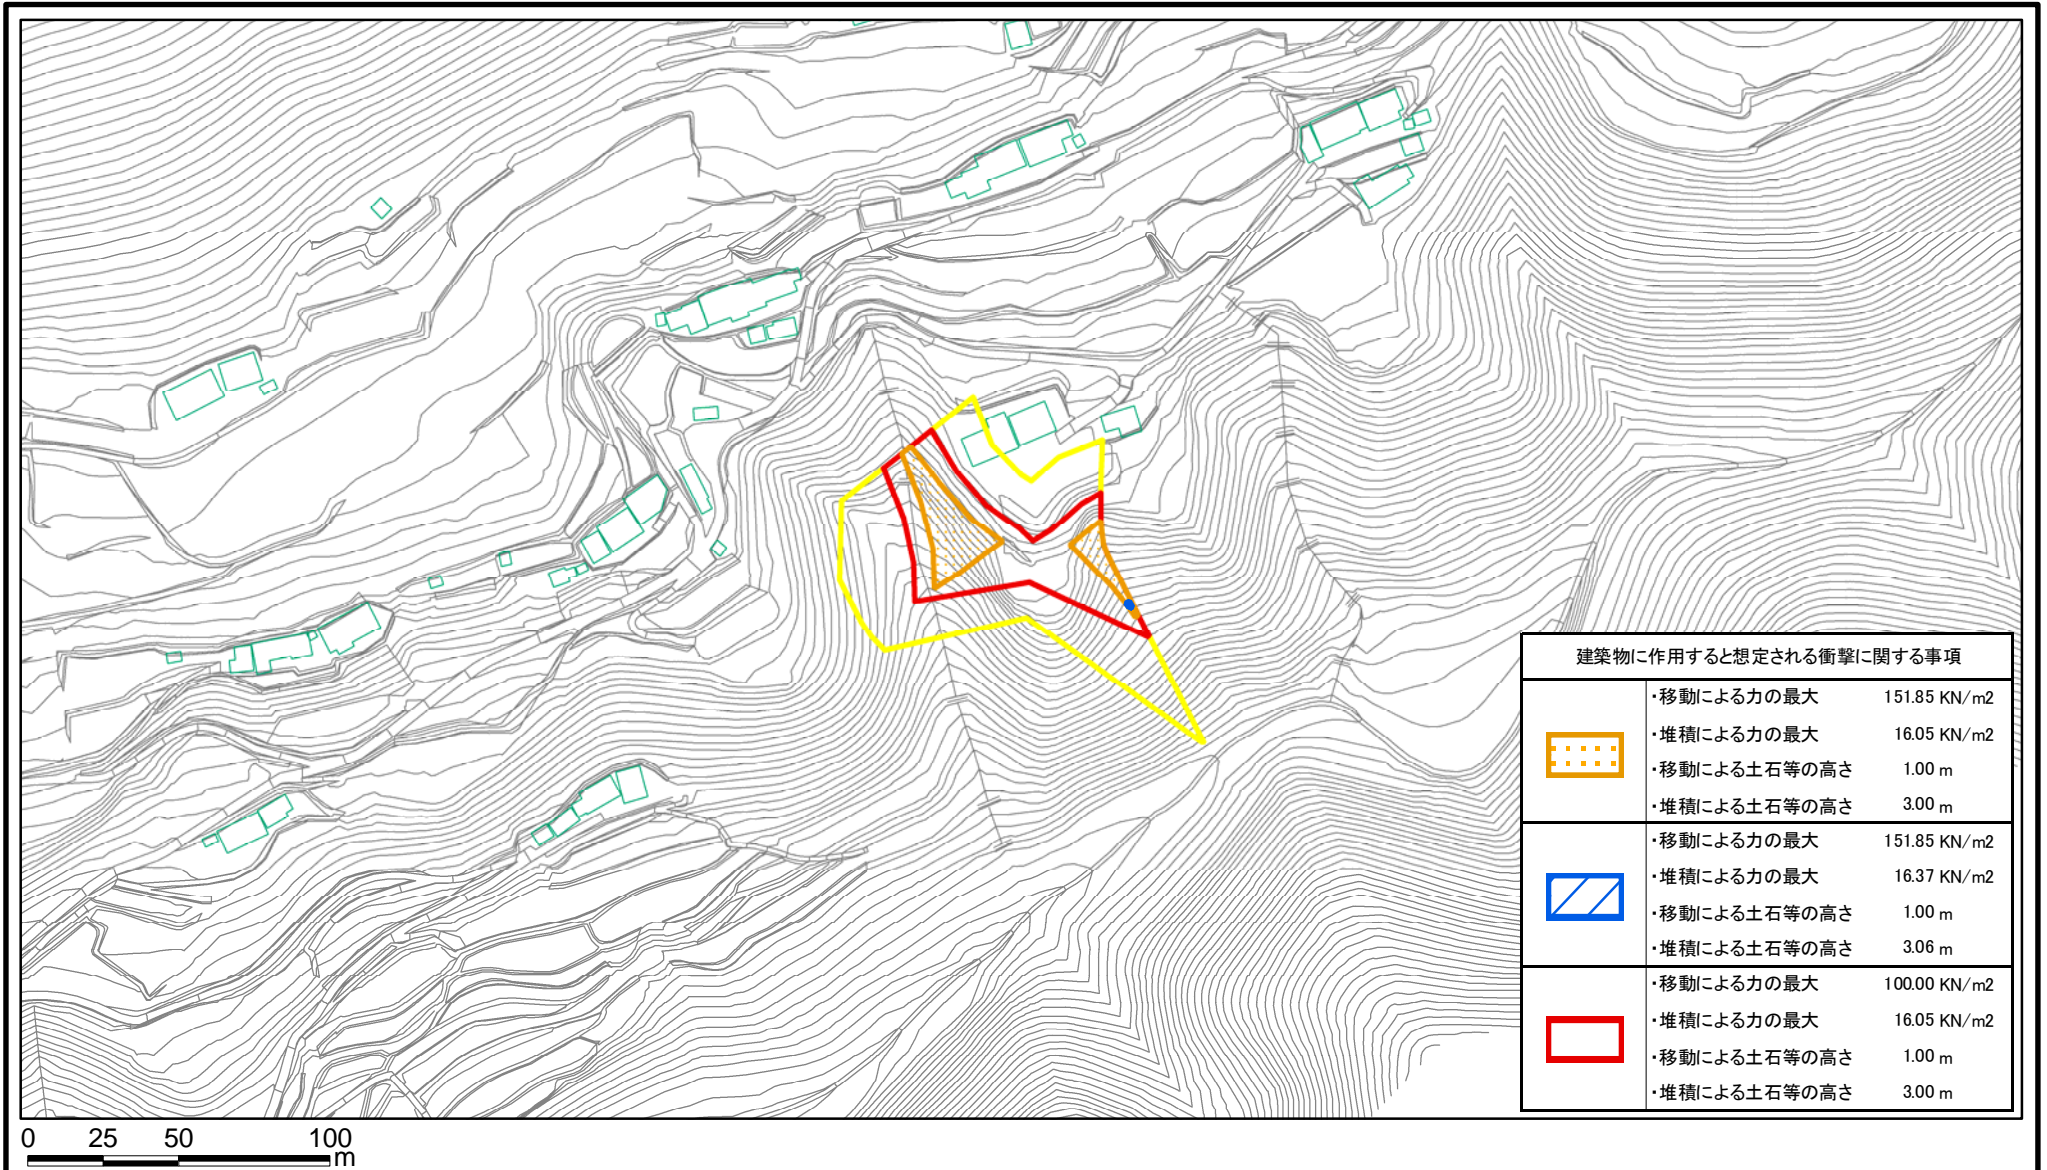 建築物に作用すると想定される衝撃に関する事項
・移動による力の最大 151.85 KN/m2
・堆積による力の最大 16.05 KN/m2
・移動による土石等の高さ 1.00 m
・堆積による土石等の高さ 3.00 m
・移動による力の最大 151.85 KN/m2
・堆積による力の最大 16.37 KN/m2
・移動による土石等の高さ 1.00 m
・堆積による土石等の高さ 3.06 m
・移動による力の最大 100.00 KN/m2
・堆積による力の最大 16.05 KN/m2
・移動による土石等の高さ 1.00 m
・堆積による土石等の高さ 3.00 m
0 25 50 100
m